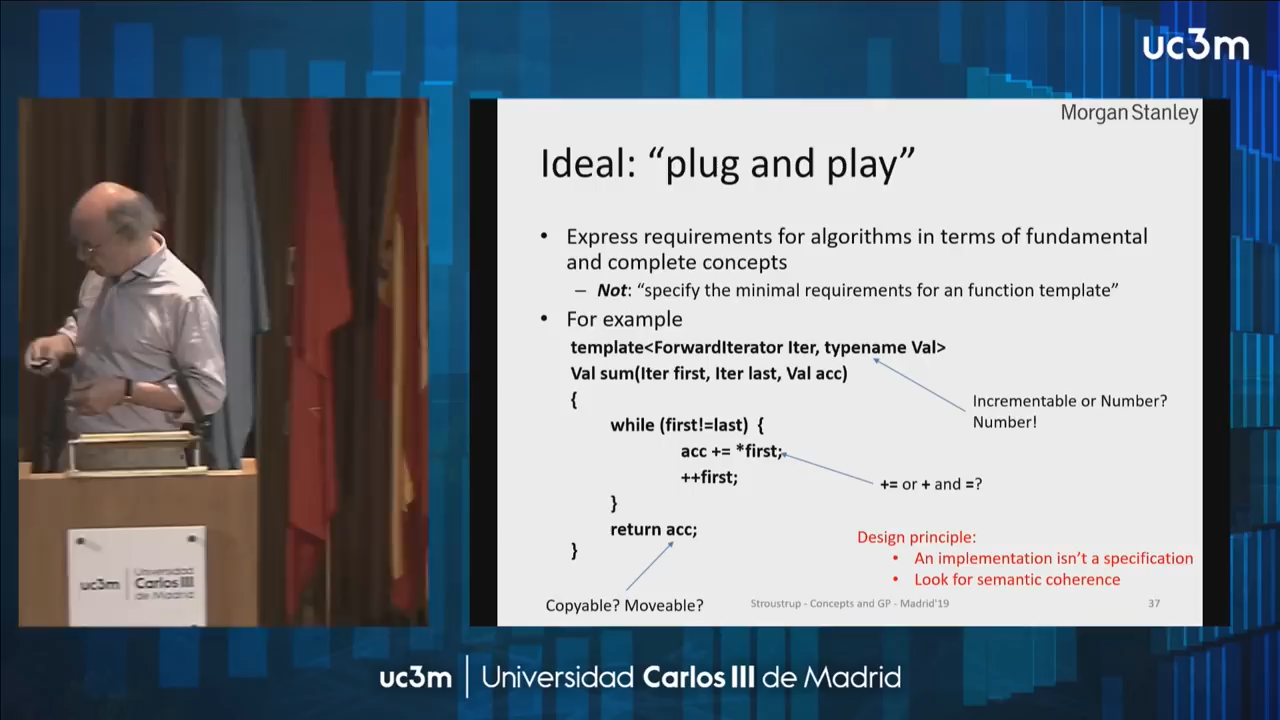 uc3m
Morgan Stanley
Ideal: “plug and play”
• Express requirements for algorithms in terms of fundamental
and complete concepts
– Not: “specify the minimal requirements for an function template”
• For example
template<ForwardIterator Iter, typename Val>
Val sum(Iter first, Iter last, Val acc)
{
while (first!=last) {
acc += *first;
++first;
}
return acc;
}
Incrementable or Number?
Number!
+= or + and =?
Design principle:
• An implementation isn’t a specification
• Look for semantic coherence
Copyable? Moveable?
Stroustrup - Concepts and GP - Madrid'19
37
uc3m
Universidad
Carlos III
de Madrid
uc3m | Universidad Carlos III de Madrid